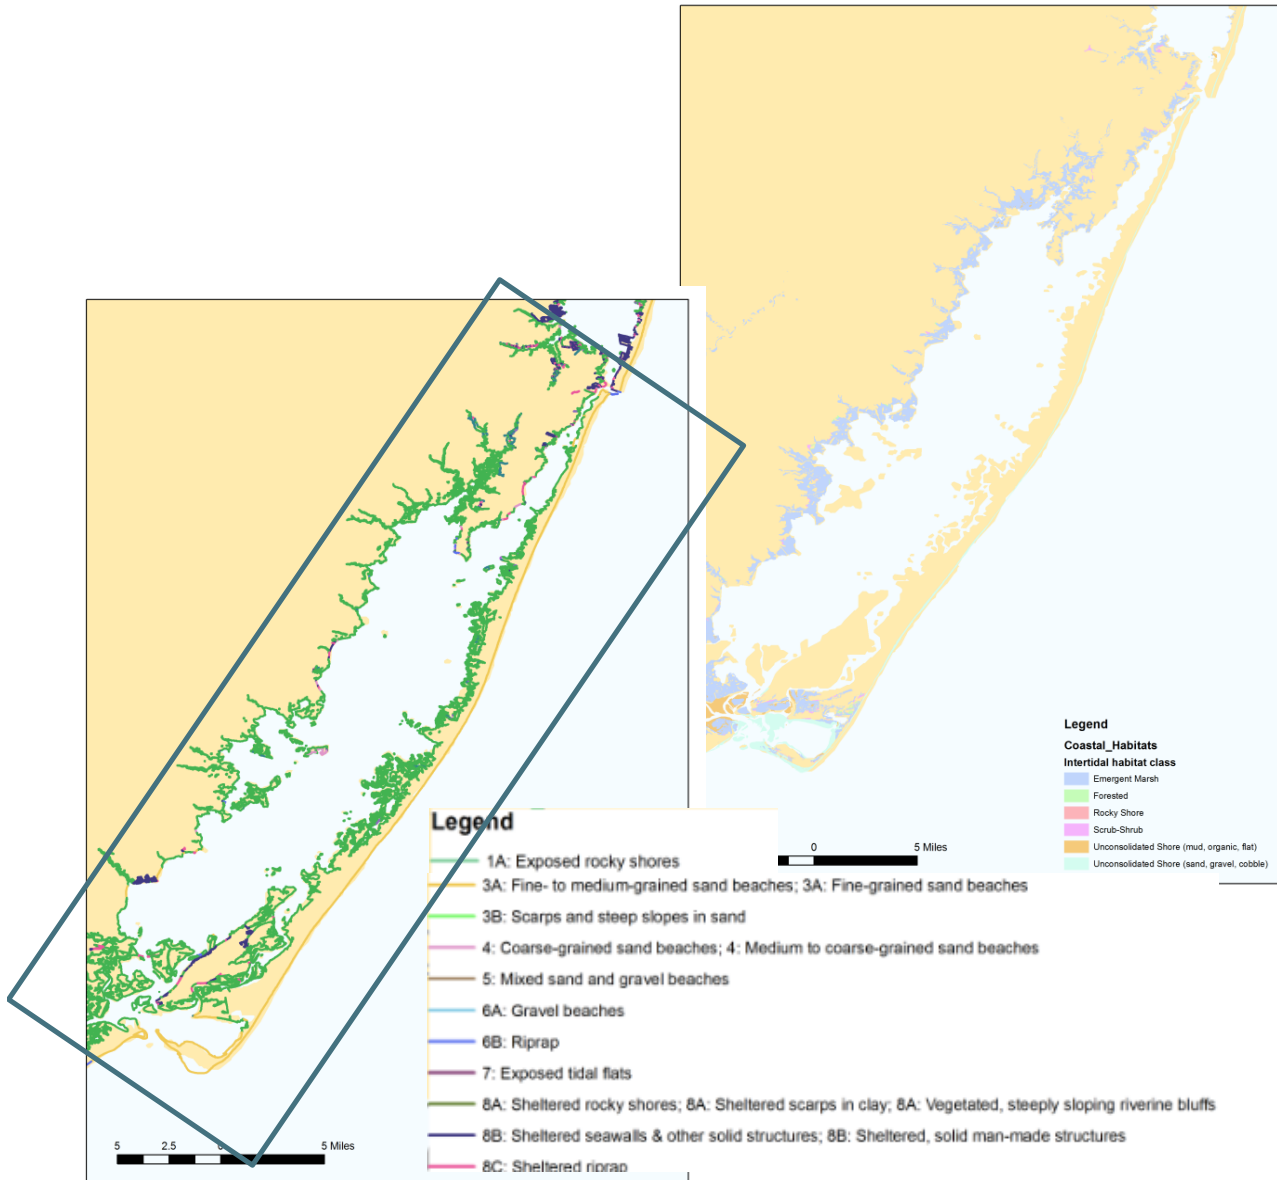 Legend
Coastal_Habitats
Intertidal habitat class
Emergent Marsh
Forested
Rocky Shore
Scrub-Shrub
Unconsolidated Shore (mud, organic, flat)
Unconsolidated Shore (sand, gravel, cobble)
0 5 Miles
Legend
1A: Exposed rocky shores
3A: Fine- to medium-grained sand beaches; 3A: Fine-grained sand beaches
3B: Scarps and steep slopes in sand
4: Coarse-grained sand beaches; 4: Medium to coarse-grained sand beaches
5: Mixed sand and gravel beaches
6A: Gravel beaches
6B: Riprap
7: Exposed tidal flats
8A: Sheltered rocky shores; 8A: Sheltered scarps in clay; 8A: Vegetated, steeply sloping riverine bluffs
8B: Sheltered seawalls & other solid structures; 8B: Sheltered, solid man-made structures
8C: Sheltered riprap
5 2.5 0 5 Miles